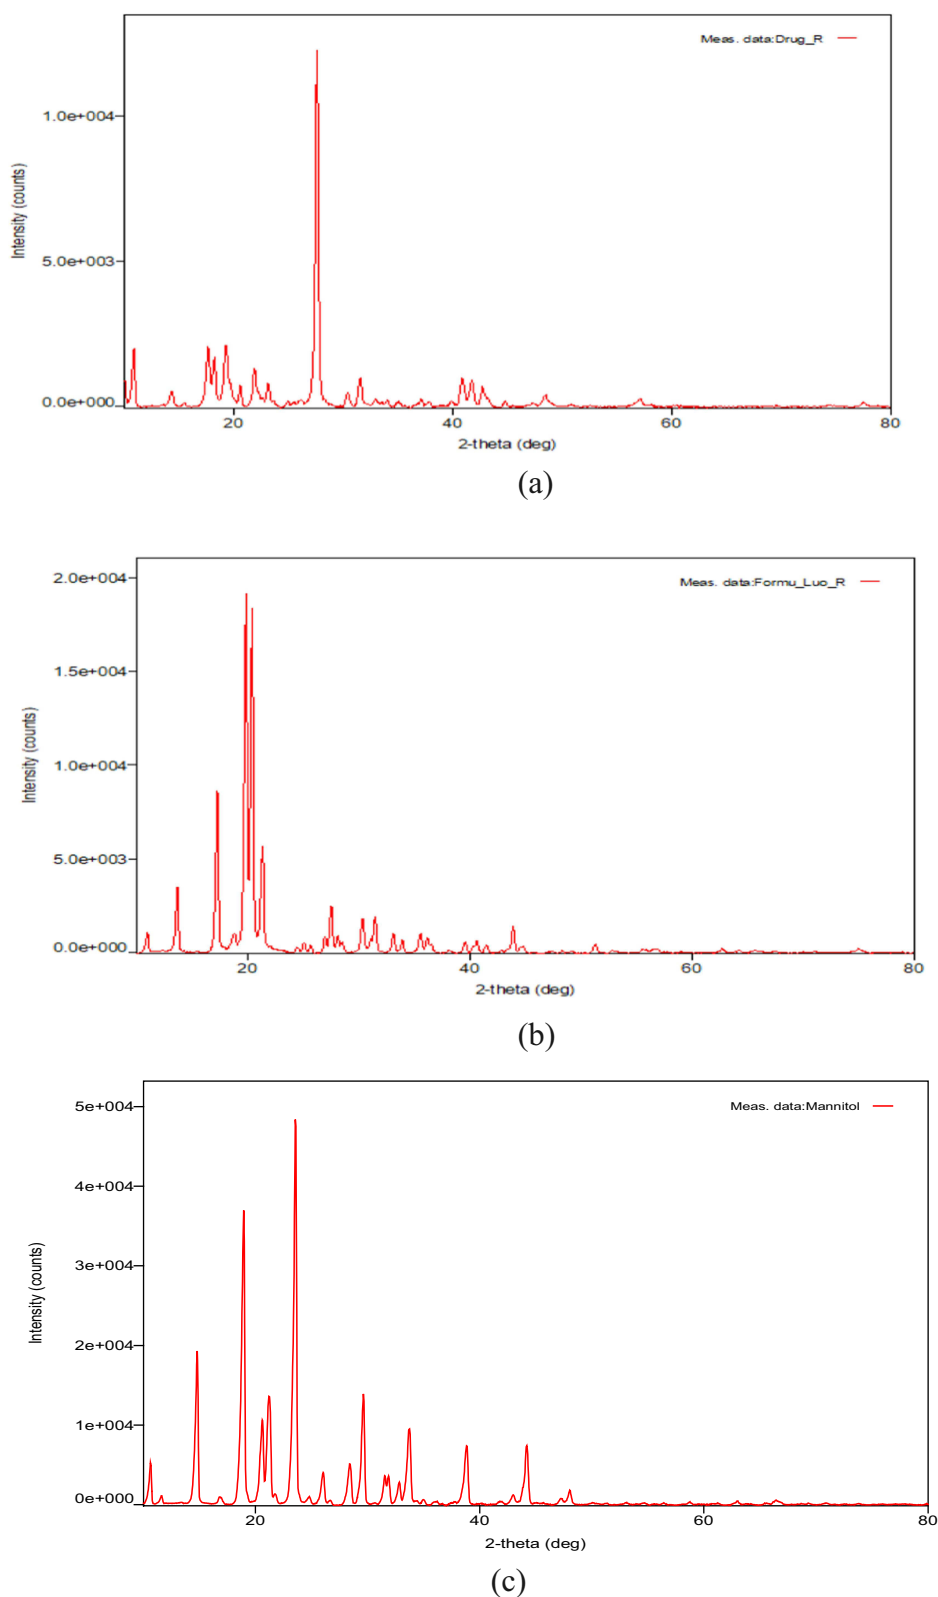 Meas. data:Drug_R
1.0e+004
5.0e+003
0.0e+000
Intensity (counts)
20 40 60 80
2-theta (deg)
(a)
Meas. data:Formu_Luo_R
2.0e+004
1.5e+004
1.0e+004
5.0e+003
0.0e+000
Intensity (counts)
20 40 60 80
2-theta (deg)
(b)
Meas. data:Mannitol
5e+004
4e+004
3e+004
2e+004
1e+004
0e+000
Intensity (counts)
20 40 60 80
2-theta (deg)
(c)